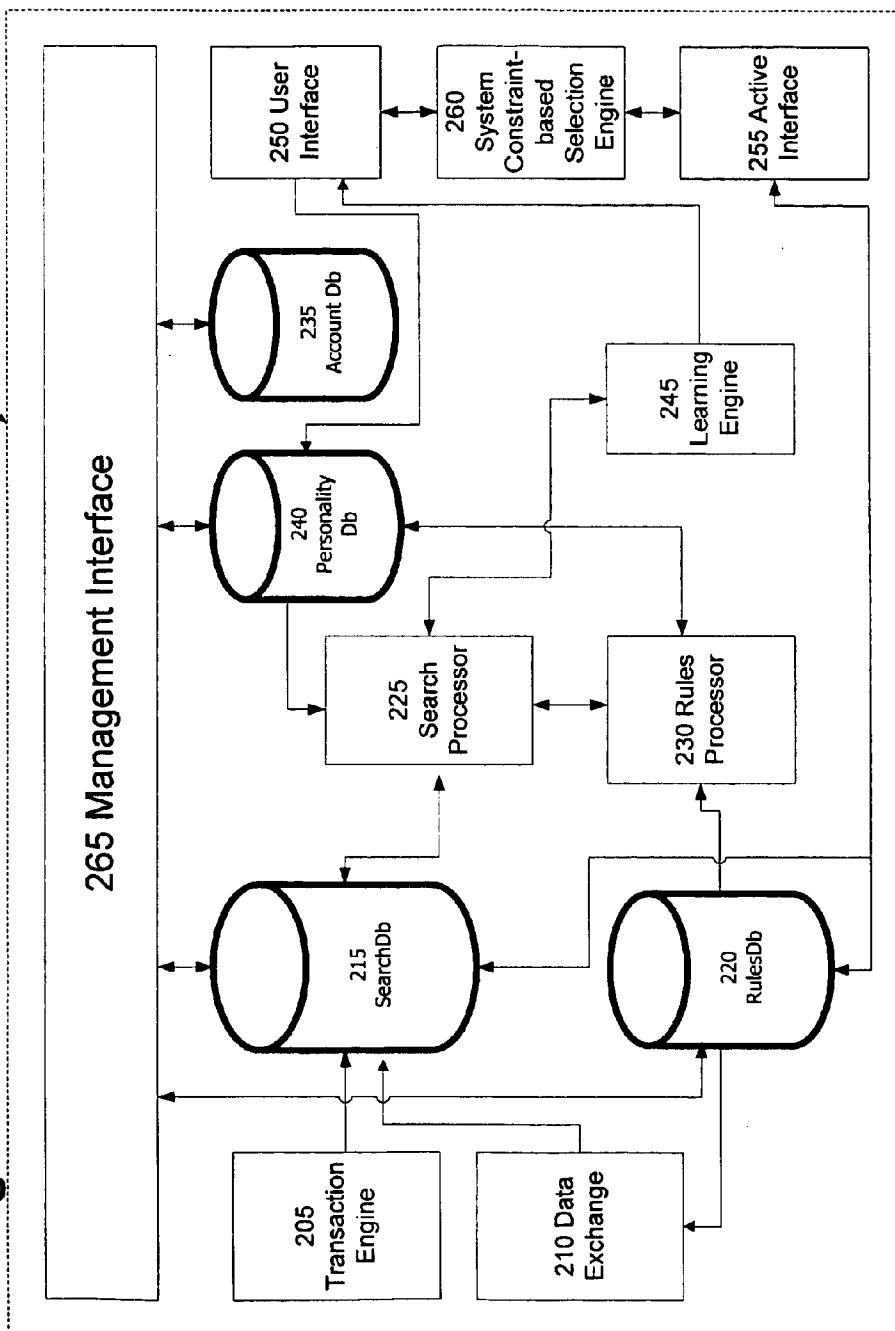 265 Management Interface
205
Transaction
Engine
210 Data
Exchange
215
SearchDb
220
RulesDb
225
Search
Processor
230 Rules
Processor
240
Personality
Db
235
Account Db
245
Learning
Engine
250 User
Interface
260
System
Constraint-
based
Selection
Engine
255 Active
Interface